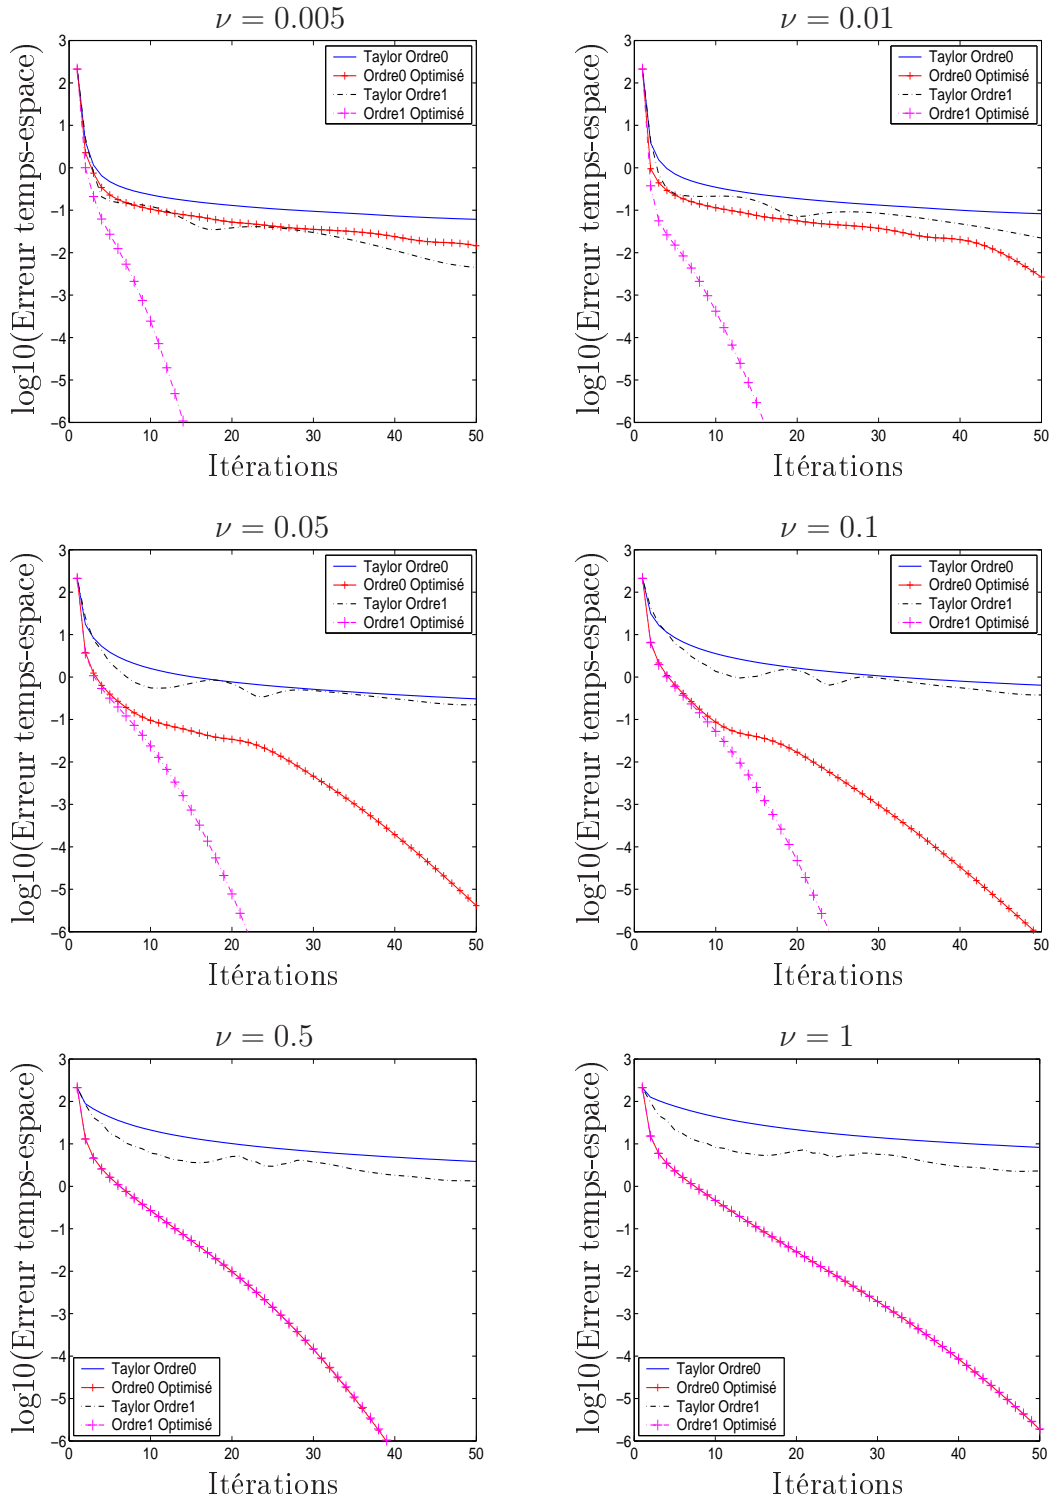 ν = 0.005
log10(Erreur temps-espace)
3
2
1
0
−1
−2
−3
−4
−5
−6
0
10
20
30
40
50
Itérations
Taylor Ordre0
Ordre0 Optimisé
Taylor Ordre1
Ordre1 Optimisé
ν = 0.01
log10(Erreur temps-espace)
3
2
1
0
−1
−2
−3
−4
−5
−6
0
10
20
30
40
50
Itérations
Taylor Ordre0
Ordre0 Optimisé
Taylor Ordre1
Ordre1 Optimisé
ν = 0.05
log10(Erreur temps-espace)
3
2
1
0
−1
−2
−3
−4
−5
−6
0
10
20
30
40
50
Itérations
Taylor Ordre0
Ordre0 Optimisé
Taylor Ordre1
Ordre1 Optimisé
ν = 0.1
log10(Erreur temps-espace)
3
2
1
0
−1
−2
−3
−4
−5
−6
0
10
20
30
40
50
Itérations
Taylor Ordre0
Ordre0 Optimisé
Taylor Ordre1
Ordre1 Optimisé
ν = 0.5
log10(Erreur temps-espace)
3
2
1
0
−1
−2
−3
−4
−5
−6
0
10
20
30
40
50
Itérations
Taylor Ordre0
Ordre0 Optimisé
Taylor Ordre1
Ordre1 Optimisé
ν = 1
log10(Erreur temps-espace)
3
2
1
0
−1
−2
−3
−4
−5
−6
0
10
20
30
40
50
Itérations
Taylor Ordre0
Ordre0 Optimisé
Taylor Ordre1
Ordre1 Optimisé